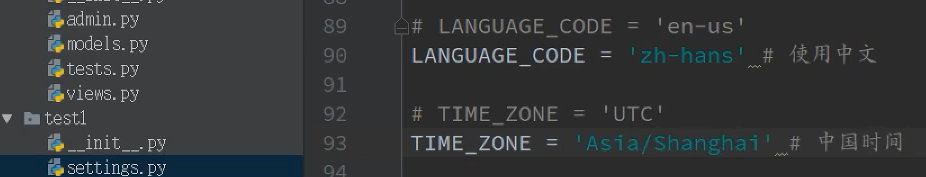 __init__.py
admin.py
models.py
tests.py
views.py
test1
__init__.py
settings.py
89 # LANGUAGE_CODE = 'en-us'
90 LANGUAGE_CODE = 'zh-hans' # 使用中文
91
92 # TIME_ZONE = 'UTC'
93 TIME_ZONE = 'Asia/Shanghai' # 中国时间
94